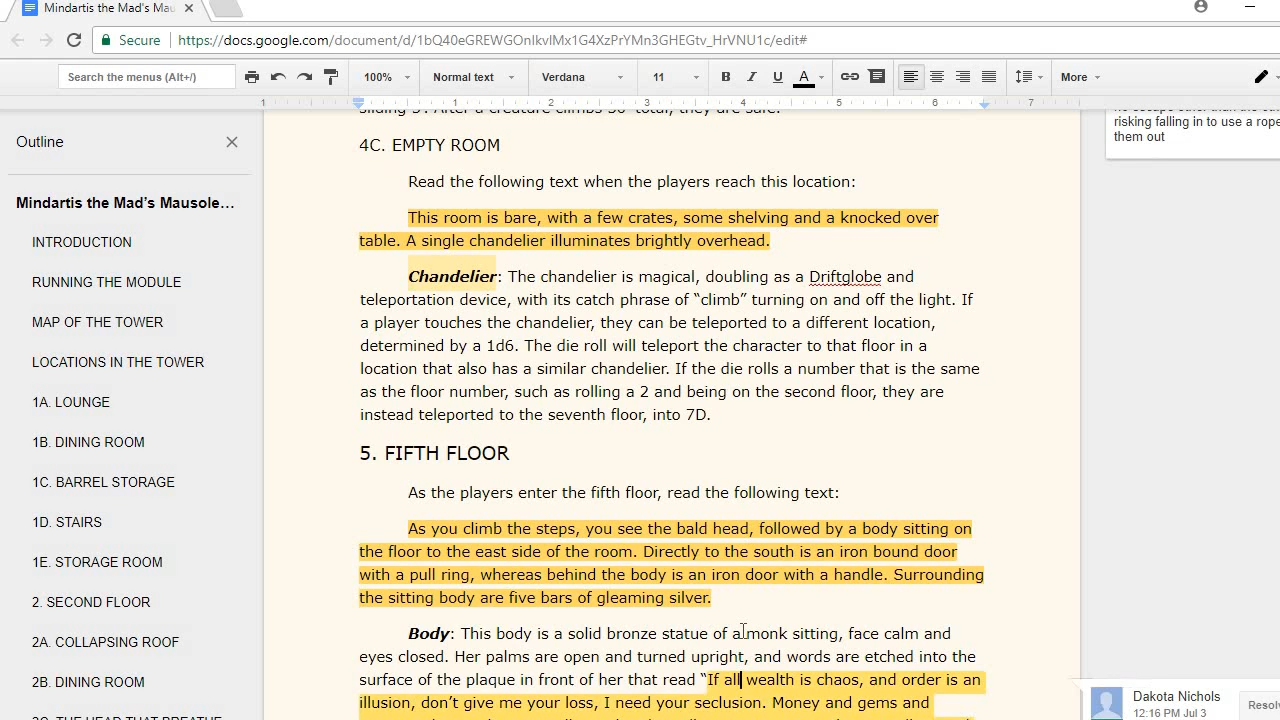 Mindartis the Mad's Mau
Secure https://docs.google.com/document/d/1bQ40eGREWGOnIkvIMx1G4XzPrYMn3GHEGtv_HrVNU1c/edit#
Search the menus (Alt+/) 100% Normal text Verdana 11 B I U A More
1 1 2 3 4 5 6 7
Outline
Mindartis the Mad's Mausole...
INTRODUCTION
RUNNING THE MODULE
MAP OF THE TOWER
LOCATIONS IN THE TOWER
1A. LOUNGE
1B. DINING ROOM
1C. BARREL STORAGE
1D. STAIRS
1E. STORAGE ROOM
2. SECOND FLOOR
2A. COLLAPSING ROOF
2B. DINING ROOM
2C. THE HEAD THAT BREATHE
4C. EMPTY ROOM
Read the following text when the players reach this location:
This room is bare, with a few crates, some shelving and a knocked over
table. A single chandelier illuminates brightly overhead.
Chandelier: The chandelier is magical, doubling as a Driftglobe and
teleportation device, with its catch phrase of “climb” turning on and off the light. If
a player touches the chandelier, they can be teleported to a different location,
determined by a 1d6. The die roll will teleport the character to that floor in a
location that also has a similar chandelier. If the die rolls a number that is the same
as the floor number, such as rolling a 2 and being on the second floor, they are
instead teleported to the seventh floor, into 7D.
5. FIFTH FLOOR
As the players enter the fifth floor, read the following text:
As you climb the steps, you see the bald head, followed by a body sitting on
the floor to the east side of the room. Directly to the south is an iron bound door
with a pull ring, whereas behind the body is an iron door with a handle. Surrounding
the sitting body are five bars of gleaming silver.
Body: This body is a solid bronze statue of a monk sitting, face calm and
eyes closed. Her palms are open and turned upright, and words are etched into the
surface of the plaque in front of her that read “If all wealth is chaos, and order is an
illusion, don’t give me your loss, I need your seclusion. Money and gems and
risking falling in to use a rope
them out
Dakota Nichols
12:16 PM Jul 3
Resol